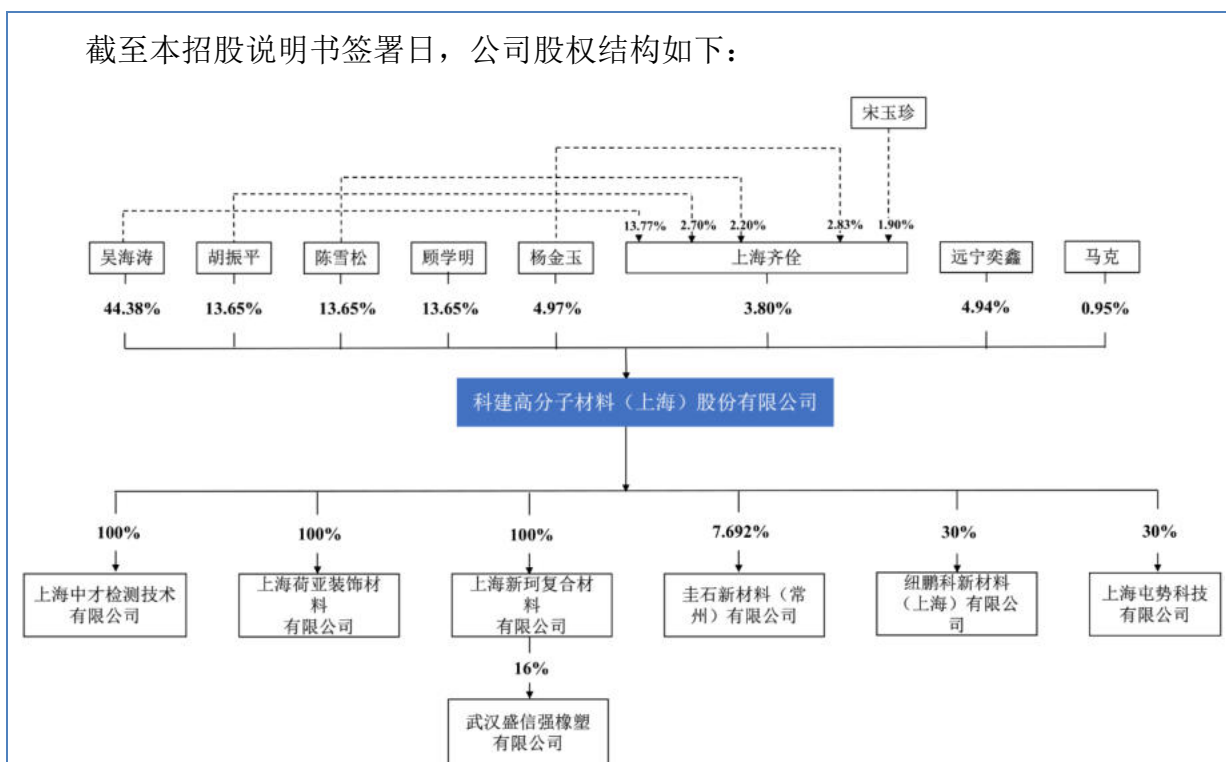 截至本招股说明书签署日，公司股权结构如下：
宋玉珍
13.77% 2.70% 2.20% 2.83% 1.90%
吴海涛 胡振平 陈雪松 顾学明 杨金玉 上海齐佺 远宁奕鑫 马克
44.38% 13.65% 13.65% 13.65% 4.97% 3.80% 4.94% 0.95%
科建高分子材料（上海）股份有限公司
100% 100% 100% 7.692% 30% 30%
上海中才检测技术
有限公司
上海荷亚装饰材
料
有限公司
上海新珂复合材
料
有限公司
圭石新材料（常
州）有限公司
纽鹏科新材料
（上海）有限公
司
上海屯势科技
有限公司
16%
武汉盛信强橡塑
有限公司